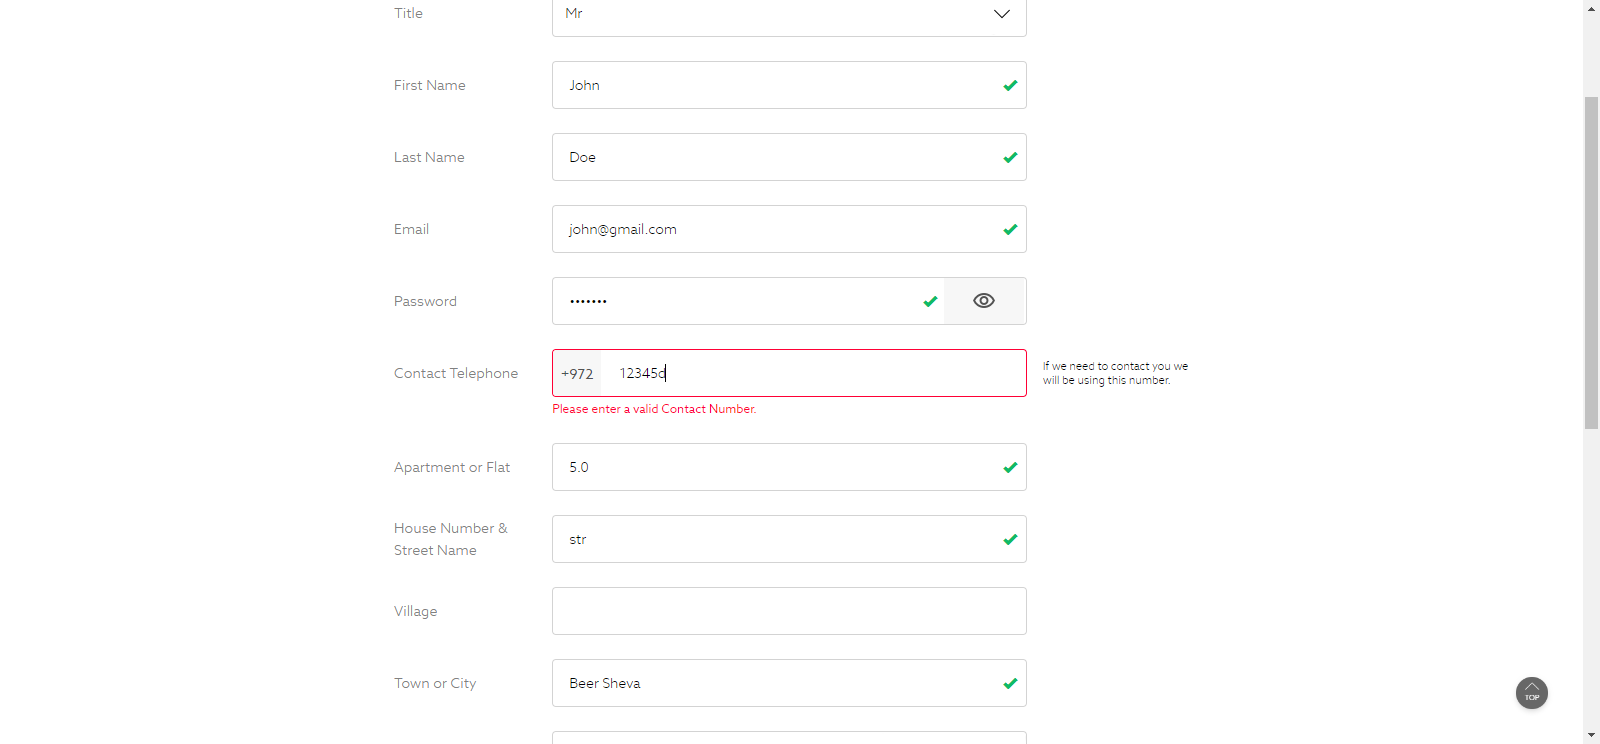 Title
Mr
First Name
John
Last Name
Doe
Email
john@gmail.com
Password
•••••••
Contact Telephone
+972
12345d
If we need to contact you we
will be using this number.
Please enter a valid Contact Number.
Apartment or Flat
5.0
House Number &
Street Name
str
Village
Town or City
Beer Sheva
TOP